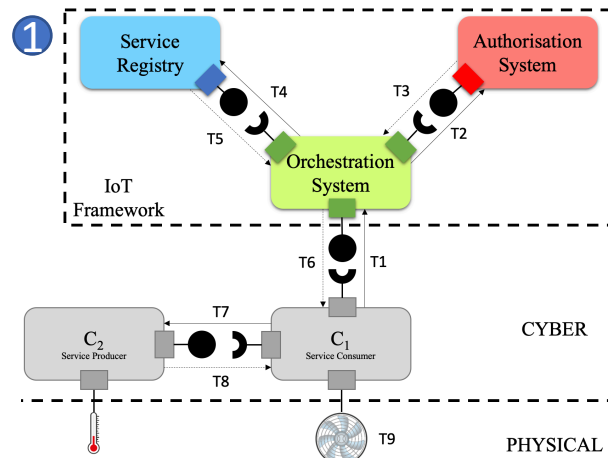 1
Service
Registry
Authorisation
System
T4
T3
T5
T2
Orchestration
System
IoT
Framework
T6
T1
T7
C2
Service Producer
C1
Service Consumer
CYBER
T8
T9
PHYSICAL